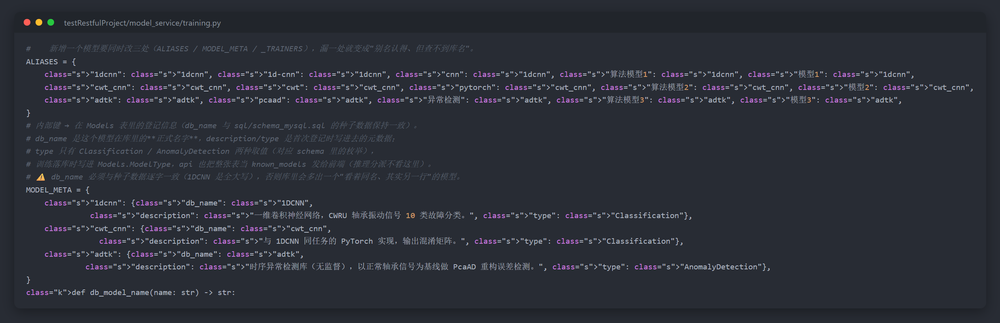 testRestfulProject/model_service/training.py
#    新增一个模型要同时改三处（ALIASES / MODEL_META / _TRAINERS），漏一处就变成"别名认得、但查不到库名"。
ALIASES = {
    class="s">"1dcnn": class="s">"1dcnn", class="s">"1d-cnn": class="s">"1dcnn", class="s">"cnn": class="s">"1dcnn", class="s">"算法模型1": class="s">"1dcnn", class="s">"模型1": class="s">"1dcnn",
    class="s">"cwt_cnn": class="s">"cwt_cnn", class="s">"cwt": class="s">"cwt_cnn", class="s">"pytorch": class="s">"cwt_cnn", class="s">"算法模型2": class="s">"cwt_cnn", class="s">"模型2": class="s">"cwt_cnn",
    class="s">"adtk": class="s">"adtk", class="s">"pcaad": class="s">"adtk", class="s">"异常检测": class="s">"adtk", class="s">"算法模型3": class="s">"adtk", class="s">"模型3": class="s">"adtk",
}
# 内部键 → 在 Models 表里的登记信息（db_name 与 sql/schema_mysql.sql 的种子数据保持一致）。
# db_name 是这个模型在库里的**正式名字**，description/type 是首次登记时写进去的元数据；
# type 只有 Classification / AnomalyDetection 两种取值（对应 schema 里的枚举），
# 训练落库时写进 Models.ModelType，api 也把整张表当 known_models 发给前端（推理分派不看这里）。
# ⚠️ db_name 必须与种子数据逐字一致（1DCNN 是全大写），否则库里会多出一个"看着同名、其实另一行"的模型。
MODEL_META = {
    class="s">"1dcnn": {class="s">"db_name": class="s">"1DCNN",
              class="s">"description": class="s">"一维卷积神经网络，CWRU 轴承振动信号 10 类故障分类。", class="s">"type": class="s">"Classification"},
    class="s">"cwt_cnn": {class="s">"db_name": class="s">"cwt_cnn",
                class="s">"description": class="s">"与 1DCNN 同任务的 PyTorch 实现，输出混淆矩阵。", class="s">"type": class="s">"Classification"},
    class="s">"adtk": {class="s">"db_name": class="s">"adtk",
             class="s">"description": class="s">"时序异常检测库（无监督），以正常轴承信号为基线做 PcaAD 重构误差检测。", class="s">"type": class="s">"AnomalyDetection"},
}
class="k">def db_model_name(name: str) -> str: